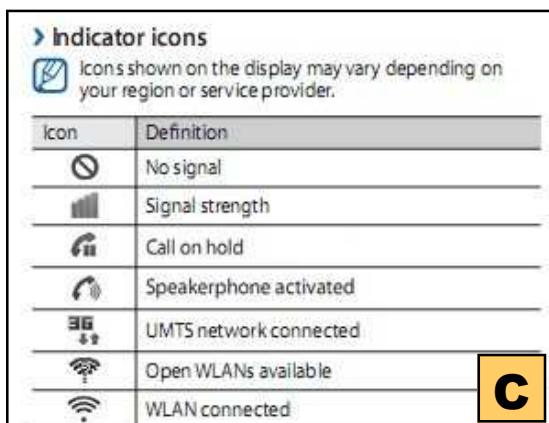 Indicator icons
Icons shown on the display may vary depending on
your region or service provider.
Icon Definition
No signal
Signal strength
Call on hold
Speakerphone activated
3G UMTS network connected
Open WLANs available
WLAN connected
C